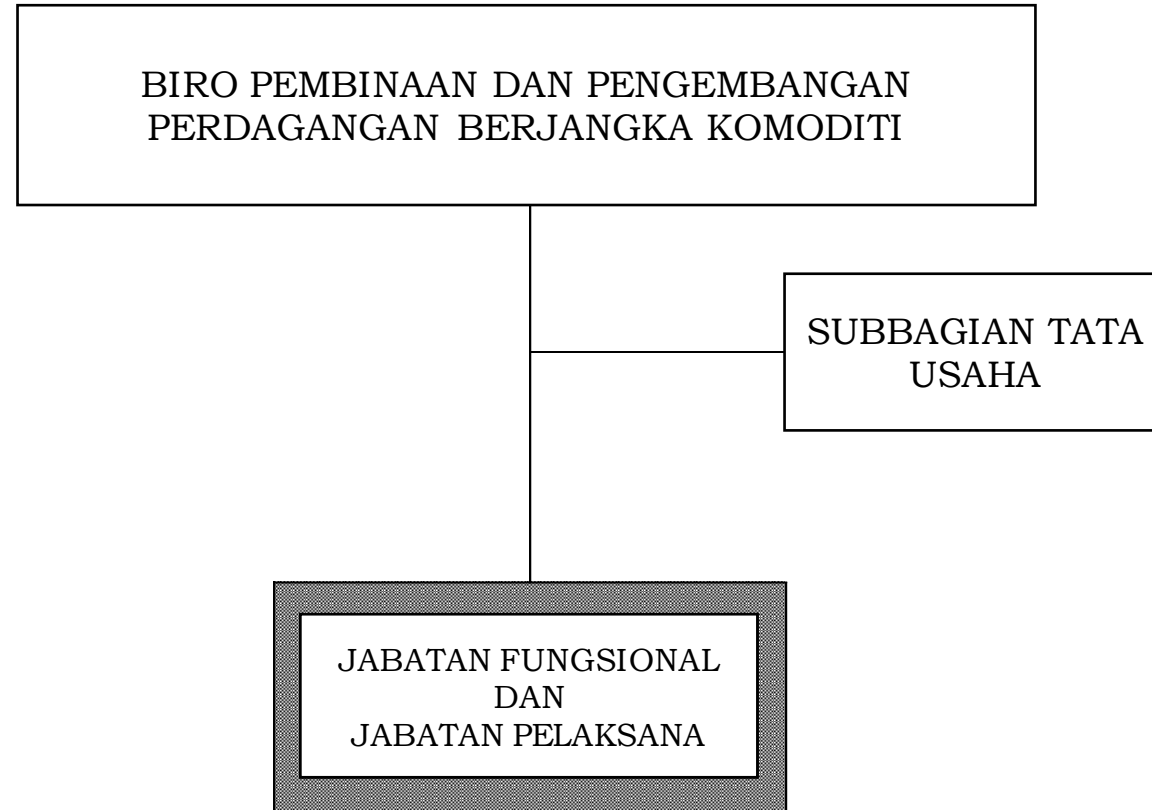 BIRO PEMBINAAN DAN PENGEMBANGAN
PERDAGANGAN BERJANGKA KOMODITI
SUBBAGIAN TATA
USAHA
JABATAN FUNGSIONAL
DAN
JABATAN PELAKSANA